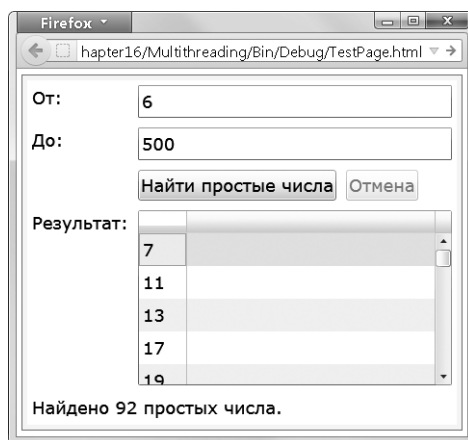 Firefox
hapter16/Multithreading/Bin/Debug/TestPage.html
От: 6
До: 500
Найти простые числа Отмена
Результат:
7
11
13
17
19
Найдено 92 простых числа.